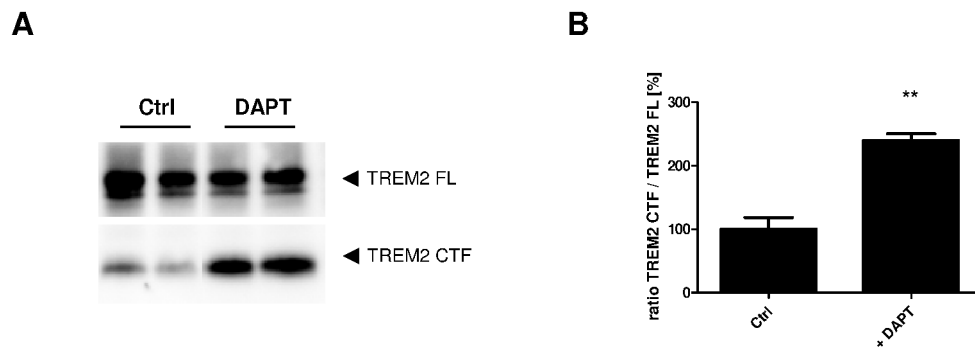 A
Ctrl
DAPT
◄ TREM2 FL
◄ TREM2 CTF
B
ratio TREM2 CTF / TREM2 FL [%]
300
200
100
0
**
Ctrl
+ DAPT